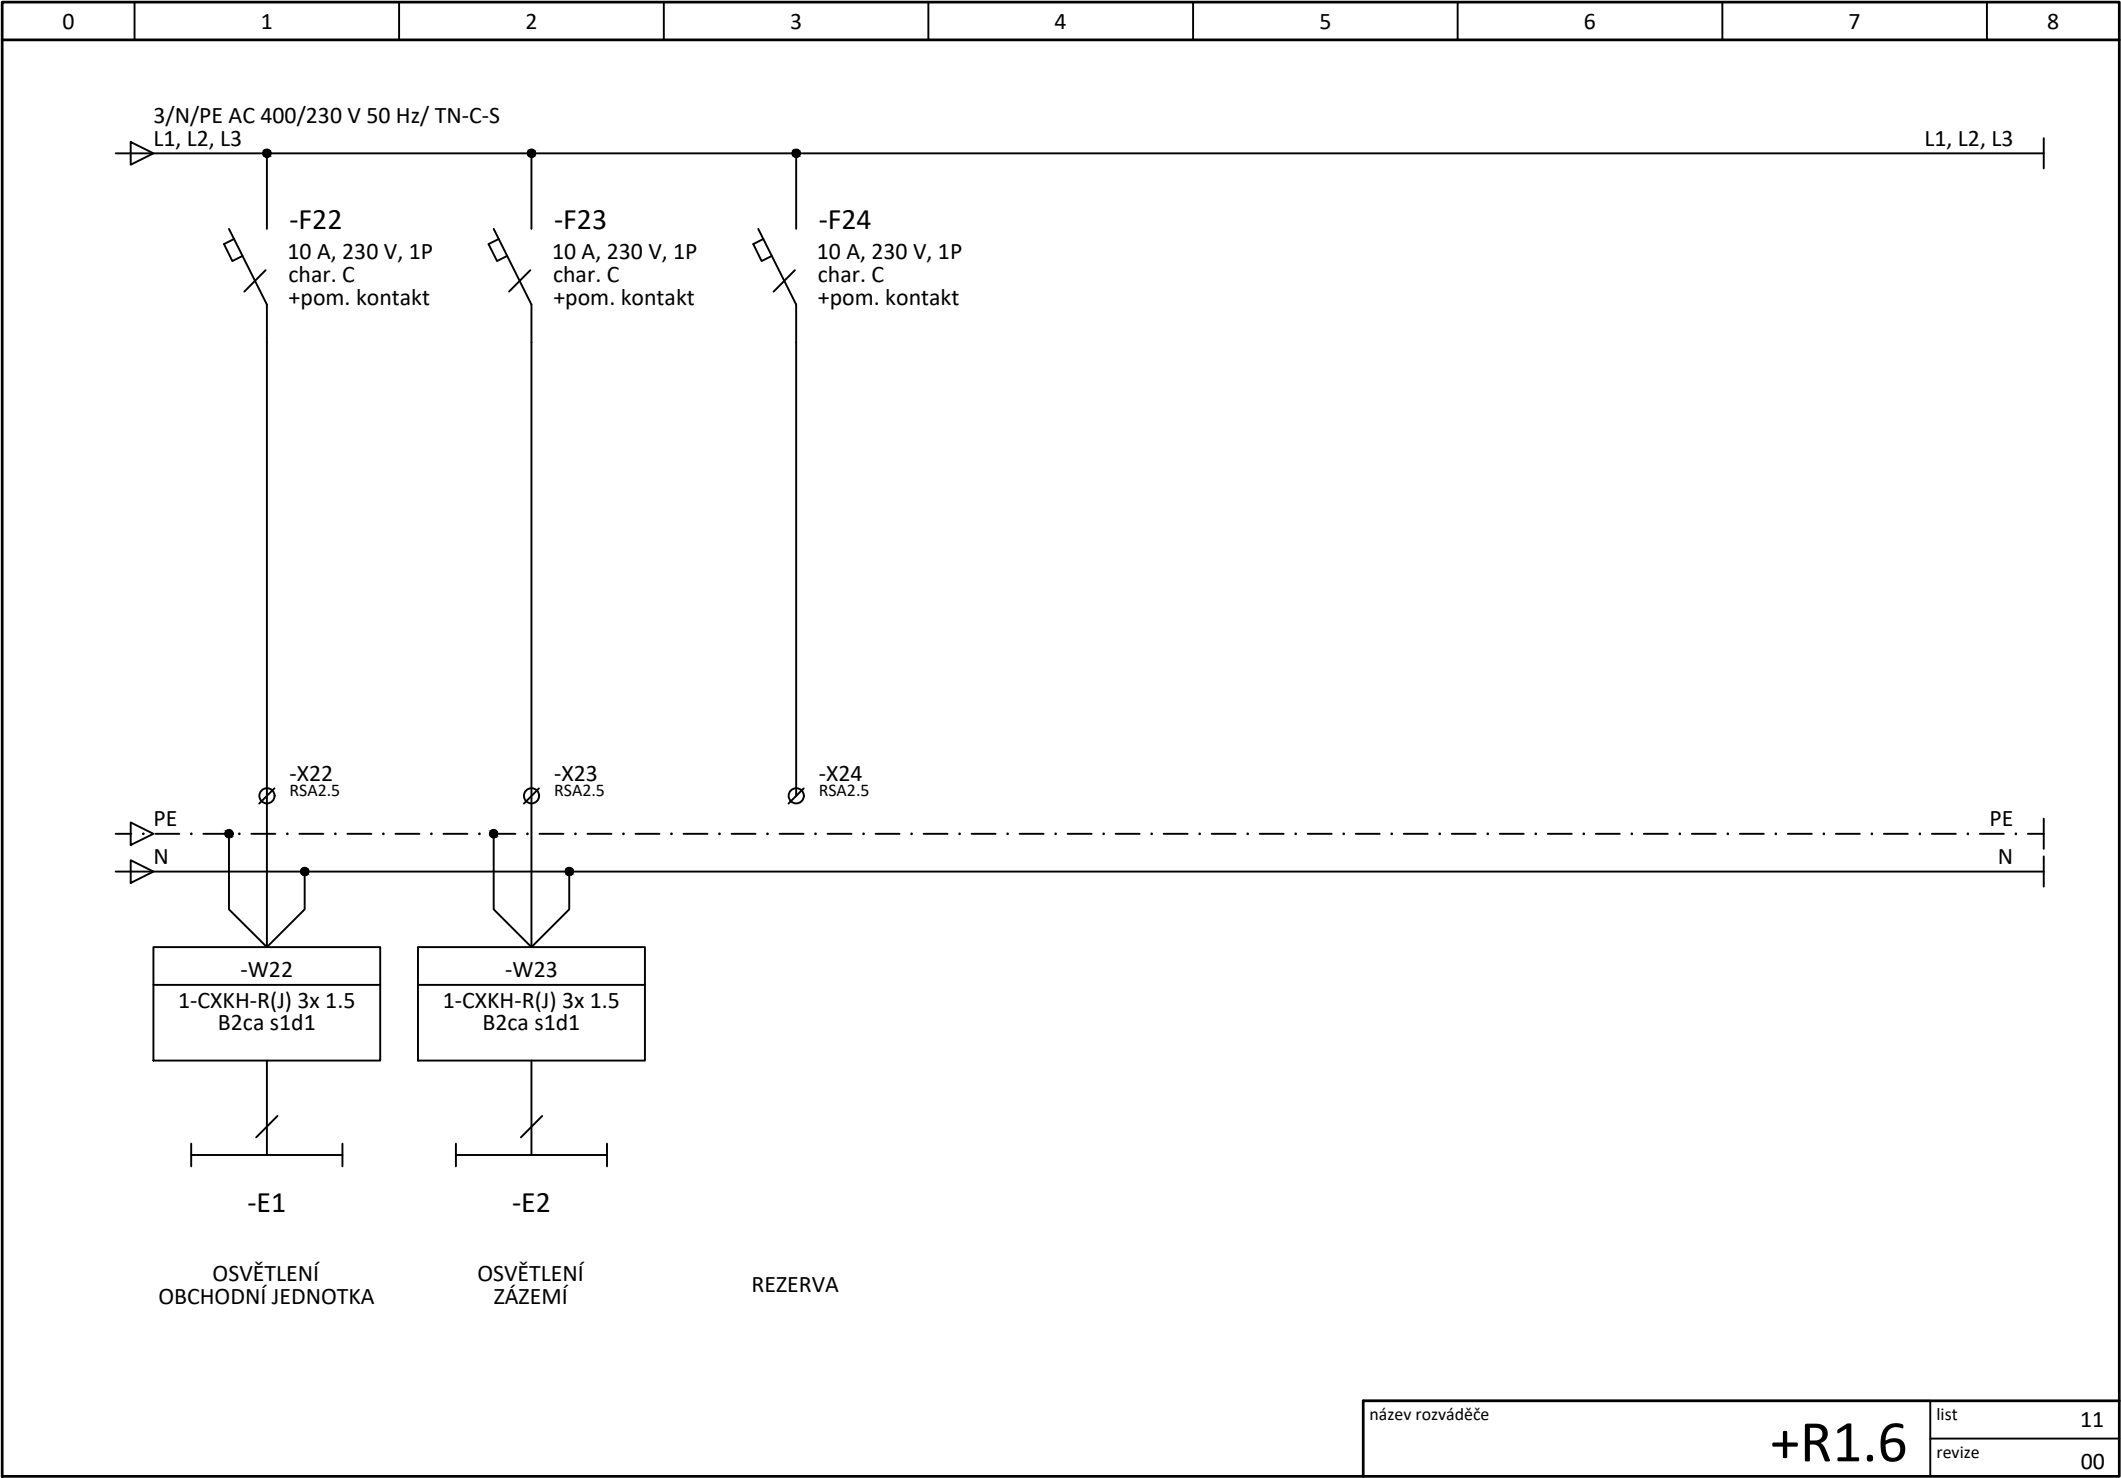 0 1 2 3 4 5 6 7 8
3/N/PE AC 400/230 V 50 Hz/ TN-C-S
L1, L2, L3
L1, L2, L3
-F22
10 A, 230 V, 1P
char. C
+pom. kontakt
-F23
10 A, 230 V, 1P
char. C
+pom. kontakt
-F24
10 A, 230 V, 1P
char. C
+pom. kontakt
-X22
RSA2.5
-X23
RSA2.5
-X24
RSA2.5
PE
PE
N
N
-W22
1-CXKH-R(J) 3x 1.5
B2ca s1d1
-W23
1-CXKH-R(J) 3x 1.5
B2ca s1d1
-E1
-E2
OSVĚTLENÍ
OBCHODNÍ JEDNOTKA
OSVĚTLENÍ
ZÁZEMÍ
REZERVA
název rozváděče
+R1.6
list 11
revize 00